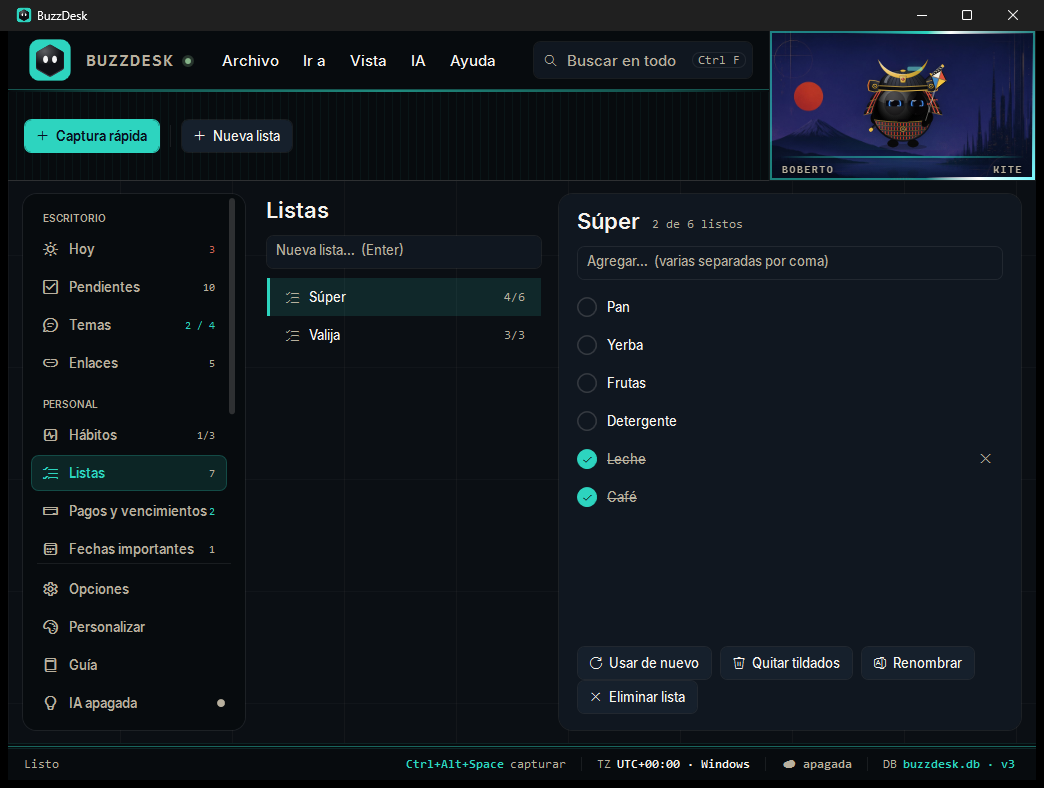 BuzzDesk
BUZZDESK
Archivo Ir a Vista IA Ayuda
Buscar en todo Ctrl F
+ Captura rápida
+ Nueva lista
BOBERTO KITE
ESCRITORIO
Hoy 3
Pendientes 10
Temas 2 / 4
Enlaces 5
PERSONAL
Hábitos 1/3
Listas 7
Pagos y vencimientos 2
Fechas importantes 1
Opciones
Personalizar
Guía
IA apagada
Listas
Nueva lista... (Enter)
Súper 4/6
Valija 3/3
Súper 2 de 6 listos
Agregar... (varias separadas por coma)
Pan
Yerba
Frutas
Detergente
Leche
Café
Usar de nuevo
Quitar tildados
Renombrar
Eliminar lista
Listo
Ctrl+Alt+Space capturar
TZ UTC+00:00 · Windows
apagada
DB buzzdesk.db · v3